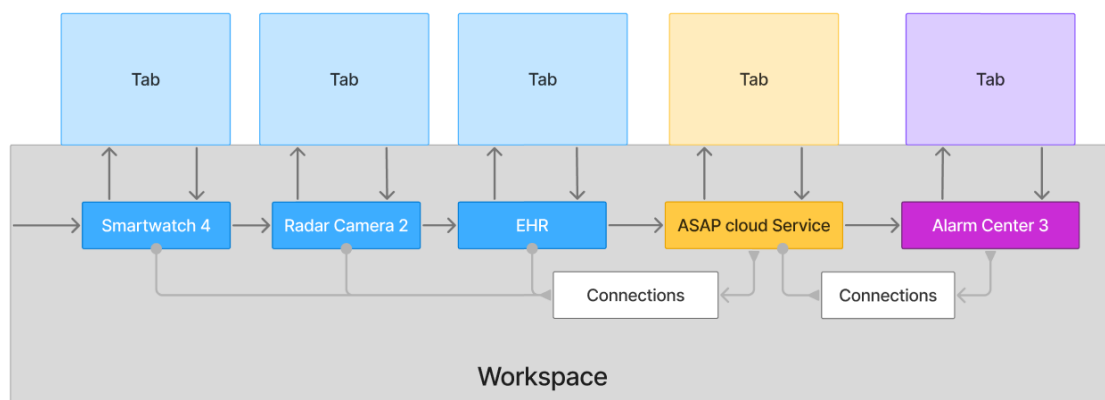 Tab
Tab
Tab
Tab
Tab
Smartwatch 4
Radar Camera 2
EHR
ASAP cloud Service
Alarm Center 3
Connections
Connections
Workspace